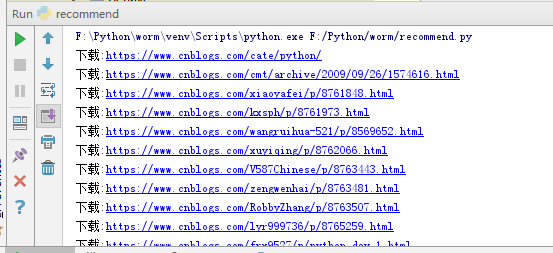 Run recommend
F:\Python\worm\venv\Scripts\python.exe F:/Python/worm/recommend.py
下载:https://www.cnblogs.com/cate/python/
下载:https://www.cnblogs.com/cmt/archive/2009/09/26/1574616.html
下载:https://www.cnblogs.com/xiaoyafei/p/8761848.html
下载:https://www.cnblogs.com/kxsph/p/8761973.html
下载:https://www.cnblogs.com/wangruihua-521/p/8569652.html
下载:https://www.cnblogs.com/xuyiqing/p/8762066.html
下载:https://www.cnblogs.com/V587Chinese/p/8763443.html
下载:https://www.cnblogs.com/zengwenhai/p/8763481.html
下载:https://www.cnblogs.com/RobbyZhang/p/8763507.html
下载:https://www.cnblogs.com/lyr999736/p/8765259.html
下载: